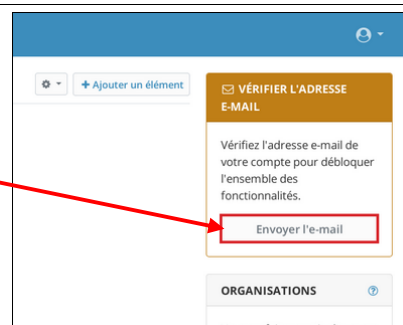 + Ajouter un élément
VÉRIFIER L'ADRESSE
E-MAIL
Vérifiez l'adresse e-mail de
votre compte pour débloquer
l'ensemble des
fonctionnalités.
Envoyer l'e-mail
ORGANISATIONS